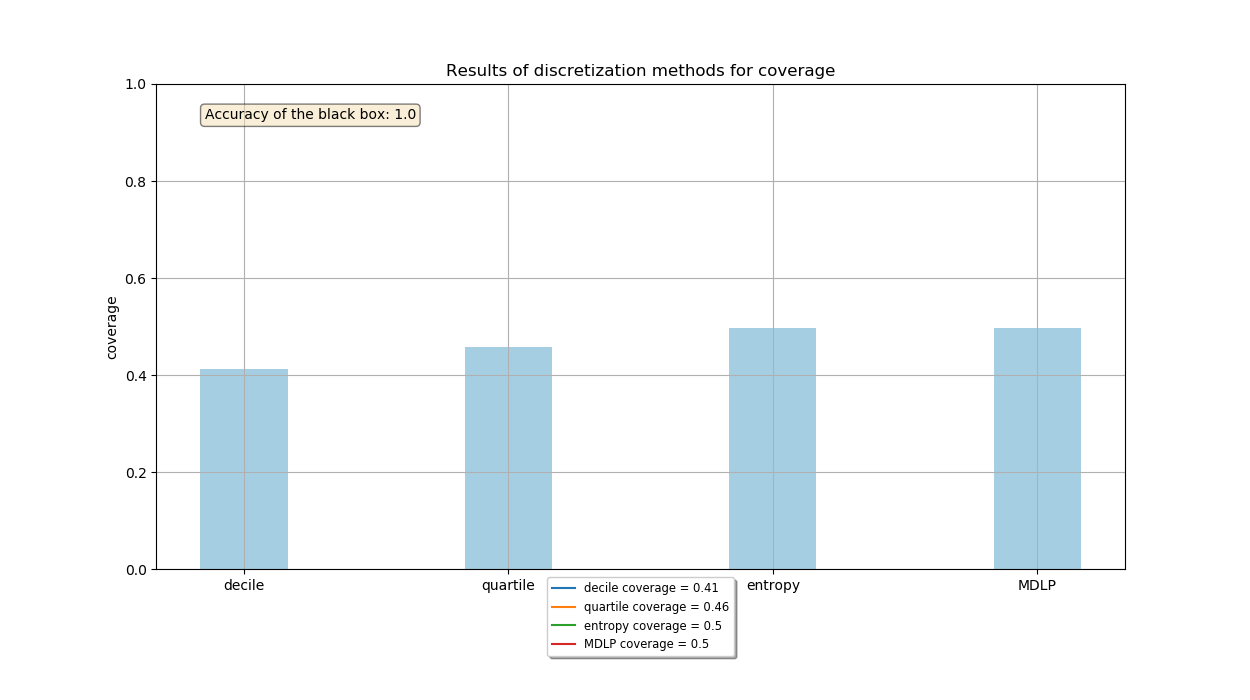 Results of discretization methods for coverage
Accuracy of the black box: 1.0
1.0
0.8
0.6
0.4
0.2
0.0
coverage
decile
quartile
entropy
MDLP
decile coverage = 0.41
quartile coverage = 0.46
entropy coverage = 0.5
MDLP coverage = 0.5